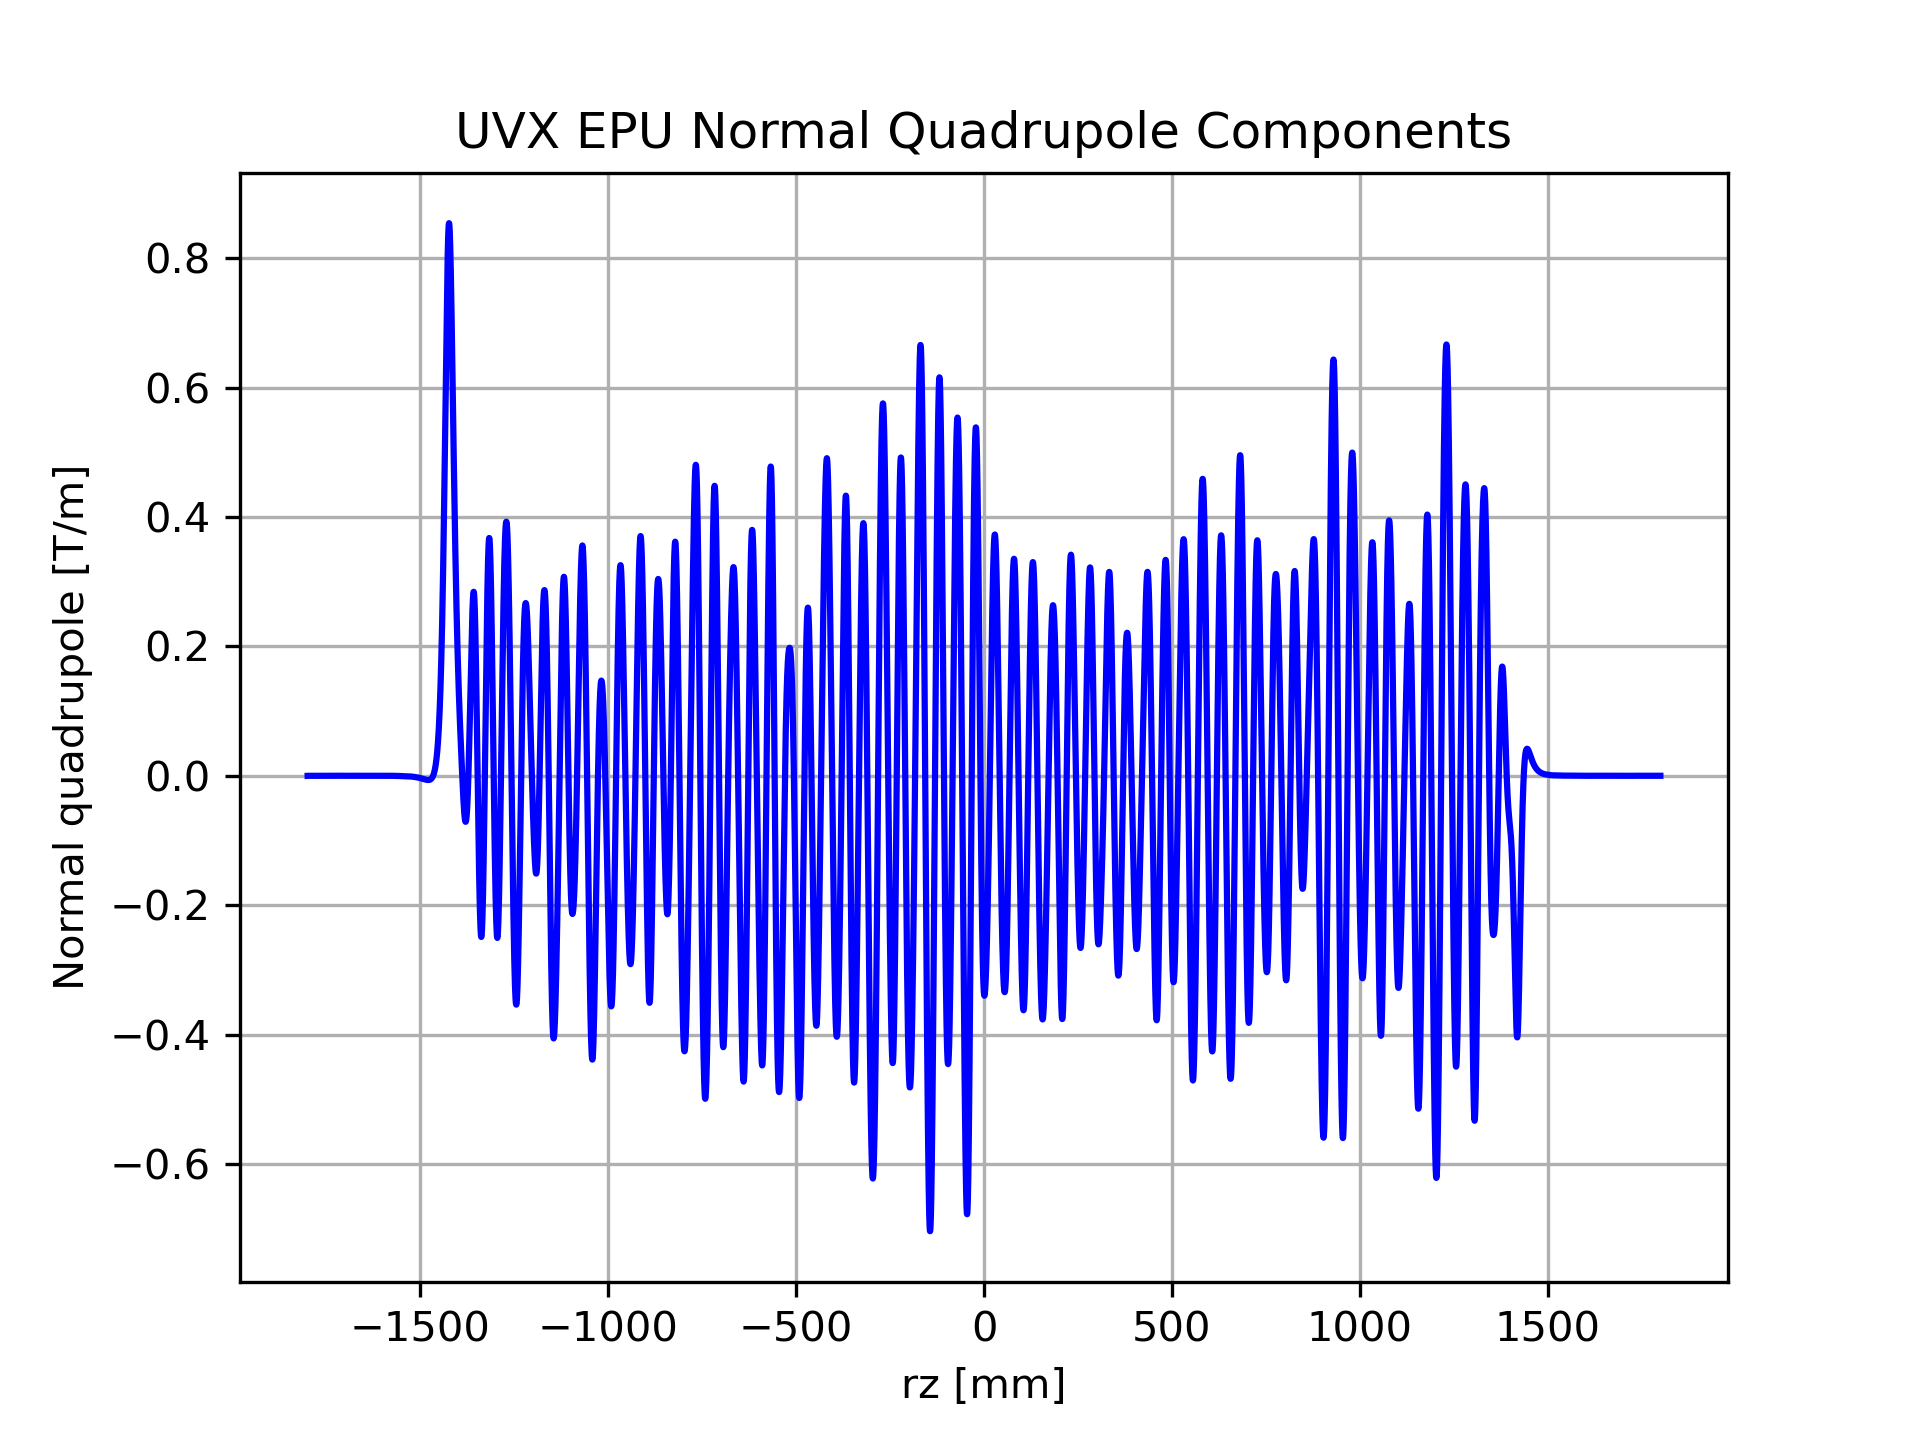 UVX EPU Normal Quadrupole Components
Normal quadrupole [T/m]
0.8
0.6
0.4
0.2
0.0
−0.2
−0.4
−0.6
−1500 −1000 −500 0 500 1000 1500
rz [mm]